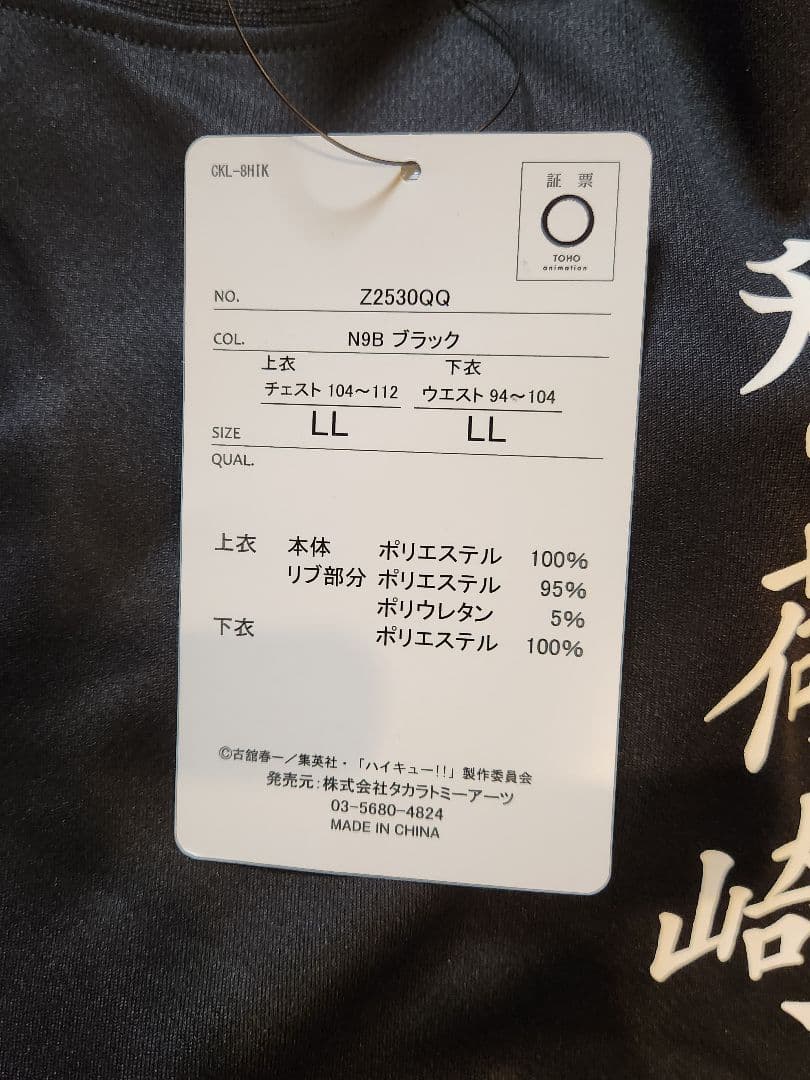 CKL-8HIK
証 票
TOHO
animation
NO. Z2530QQ
COL. N9B ブラック
上衣 下衣
チェスト 104～112 ウエスト 94～104
SIZE LL LL
QUAL.
上衣 本体 ポリエステル 100%
リブ部分 ポリエステル 95%
ポリウレタン 5%
下衣 ポリエステル 100%
©古舘春一／集英社・「ハイキュー!!」製作委員会
発売元：株式会社タカラトミーアーツ
03-5680-4824
MADE IN CHINA
荷
崎